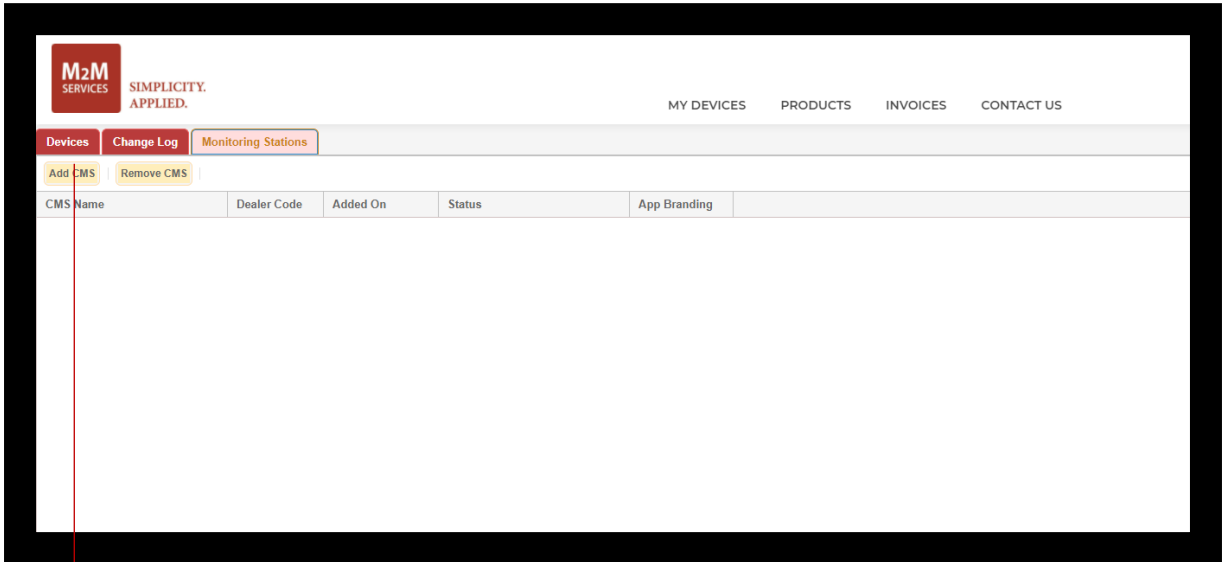 M2M
SERVICES
SIMPLICITY.
APPLIED.
MY DEVICES PRODUCTS INVOICES CONTACT US
Devices Change Log Monitoring Stations
Add CMS Remove CMS
CMS Name Dealer Code Added On Status App Branding